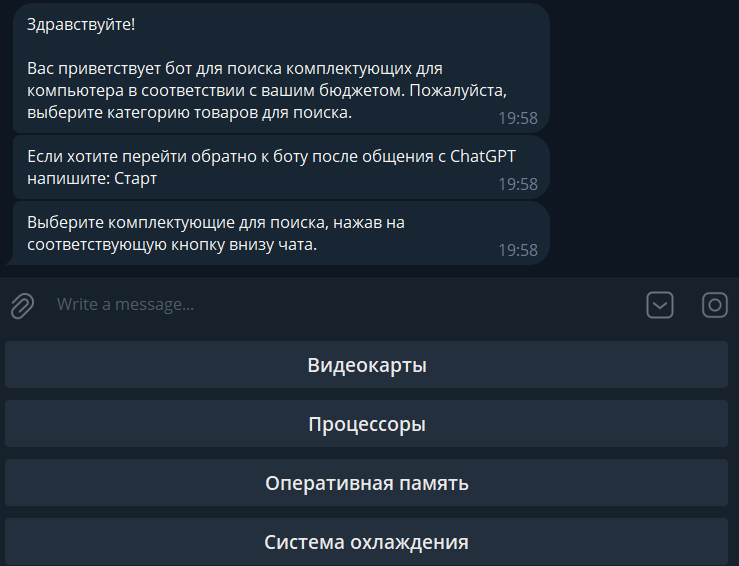 Здравствуйте!
Вас приветствует бот для поиска комплектующих для
компьютера в соответствии с вашим бюджетом. Пожалуйста,
выберите категорию товаров для поиска.
19:58
Если хотите перейти обратно к боту после общения с ChatGPT
напишите: Старт
19:58
Выберите комплектующие для поиска, нажав на
соответствующую кнопку внизу чата.
19:58
Write a message...
Видеокарты
Процессоры
Оперативная память
Система охлаждения